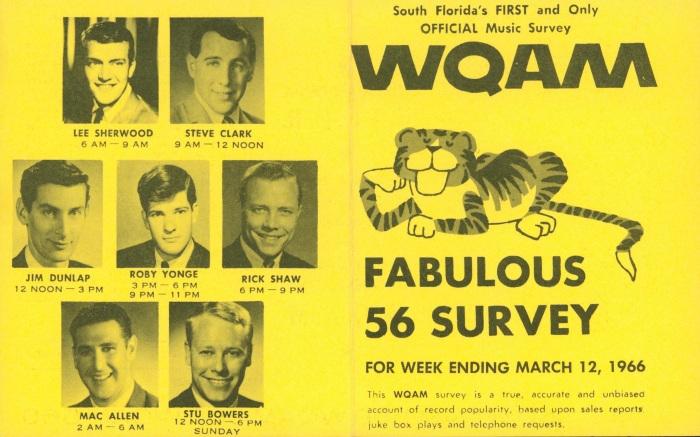 LEE SHERWOOD
6 AM — 9 AM
STEVE CLARK
9 AM — 12 NOON
JIM DUNLAP
12 NOON — 3 PM
ROBY YONGE
3 PM — 6 PM
9 PM — 11 PM
RICK SHAW
6 PM — 9 PM
MAC ALLEN
2 AM — 6 AM
STU BOWERS
12 NOON — 6 PM
SUNDAY
South Florida's FIRST and Only
OFFICIAL Music Survey
WQAM
FABULOUS
56 SURVEY
FOR WEEK ENDING MARCH 12, 1966
This WQAM survey is a true, accurate and unbiased
account of record popularity, based upon sales reports,
juke box plays and telephone requests.